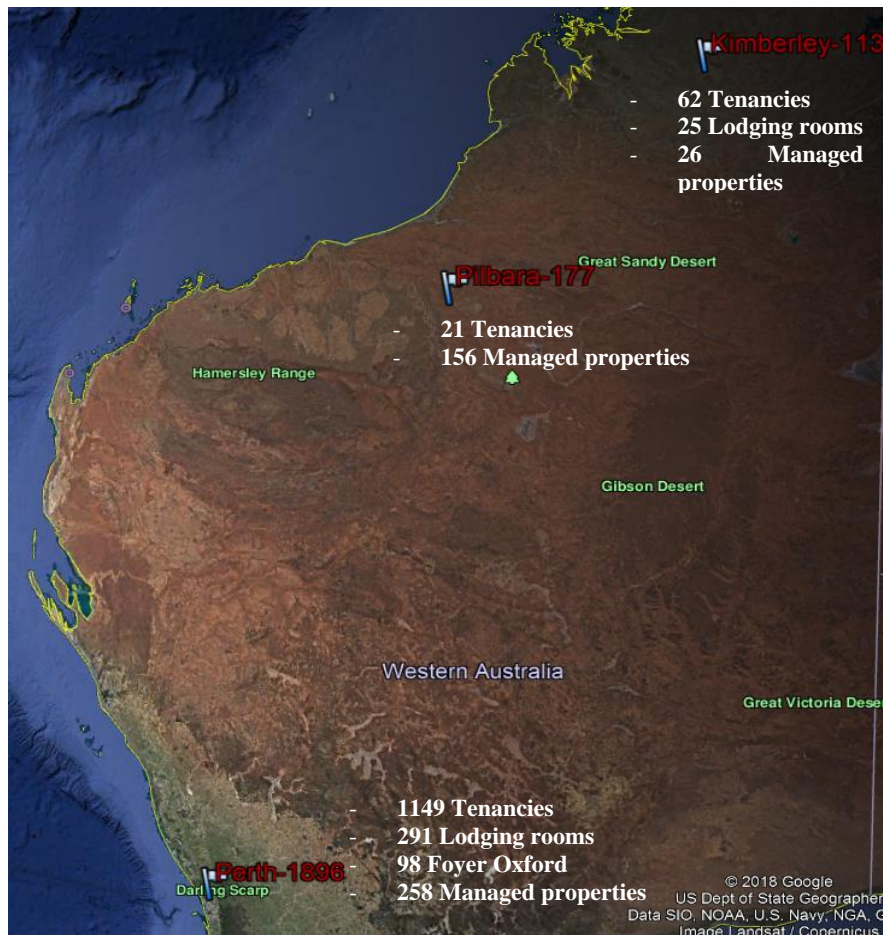 Kimberley-113
- 62 Tenancies
- 25 Lodging rooms
- 26 Managed
properties
Great Sandy Desert
Pilbara-177
- 21 Tenancies
- 156 Managed properties
Hamersley Range
Gibson Desert
Western Australia
Great Victoria
- 1149 Tenancies
- 291 Lodging rooms
- 98 Foyer Oxford
- 258 Managed properties
Perth-1896
Darling Scarp
© 2018 Google
US Dept of State Geographer
Data SIO, NOAA, U.S. Navy, NGA,
Image Landsat / Copernicus